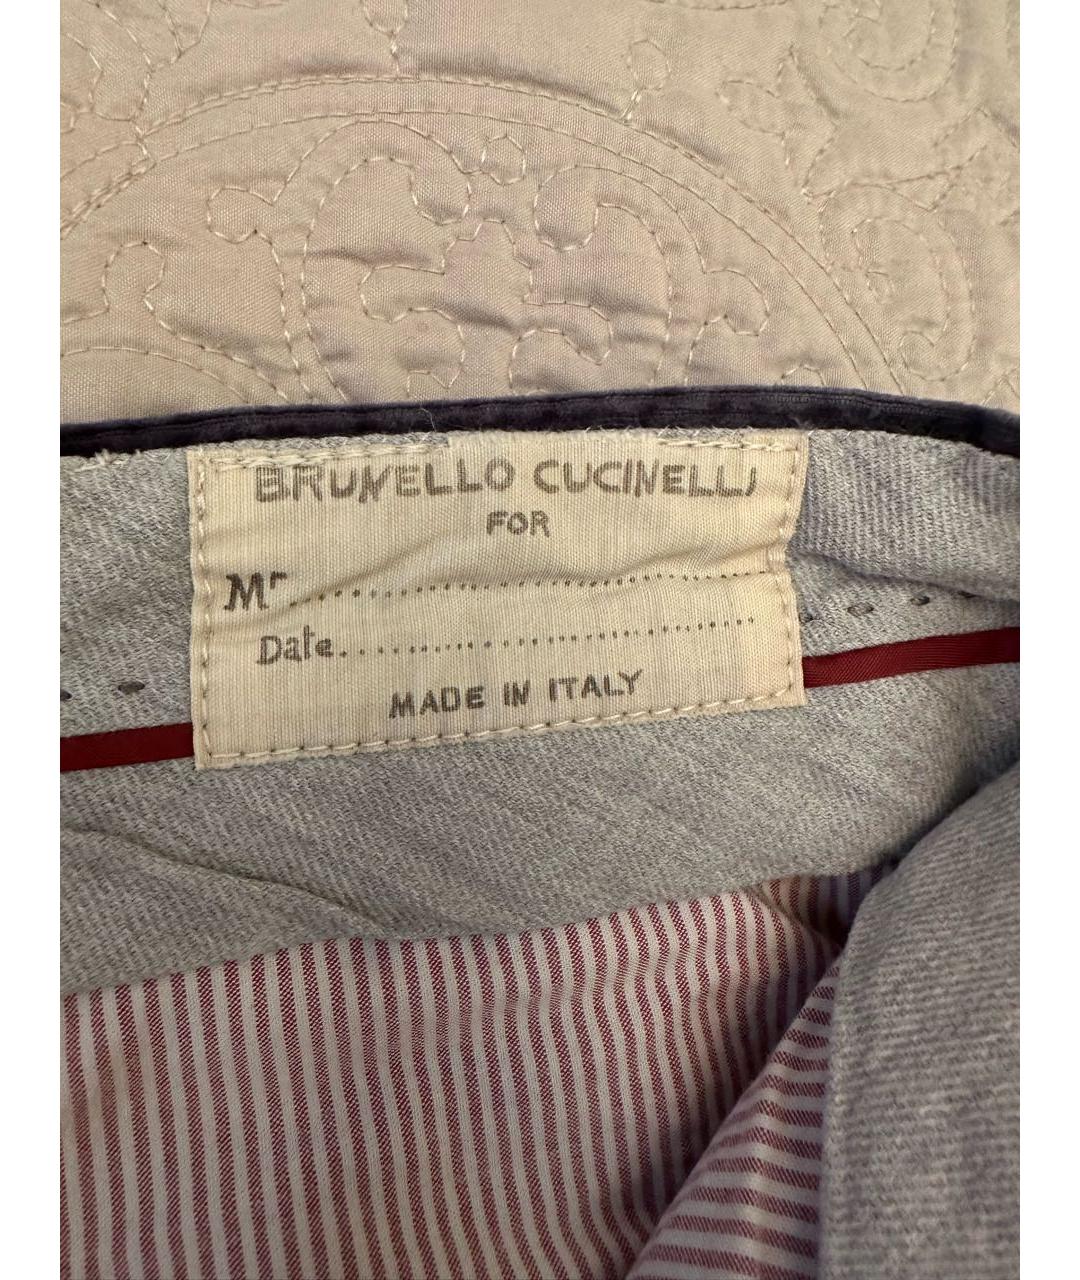 BRUNELLO CUCINELLI
FOR
Mr..............................
Date..............................
MADE IN ITALY